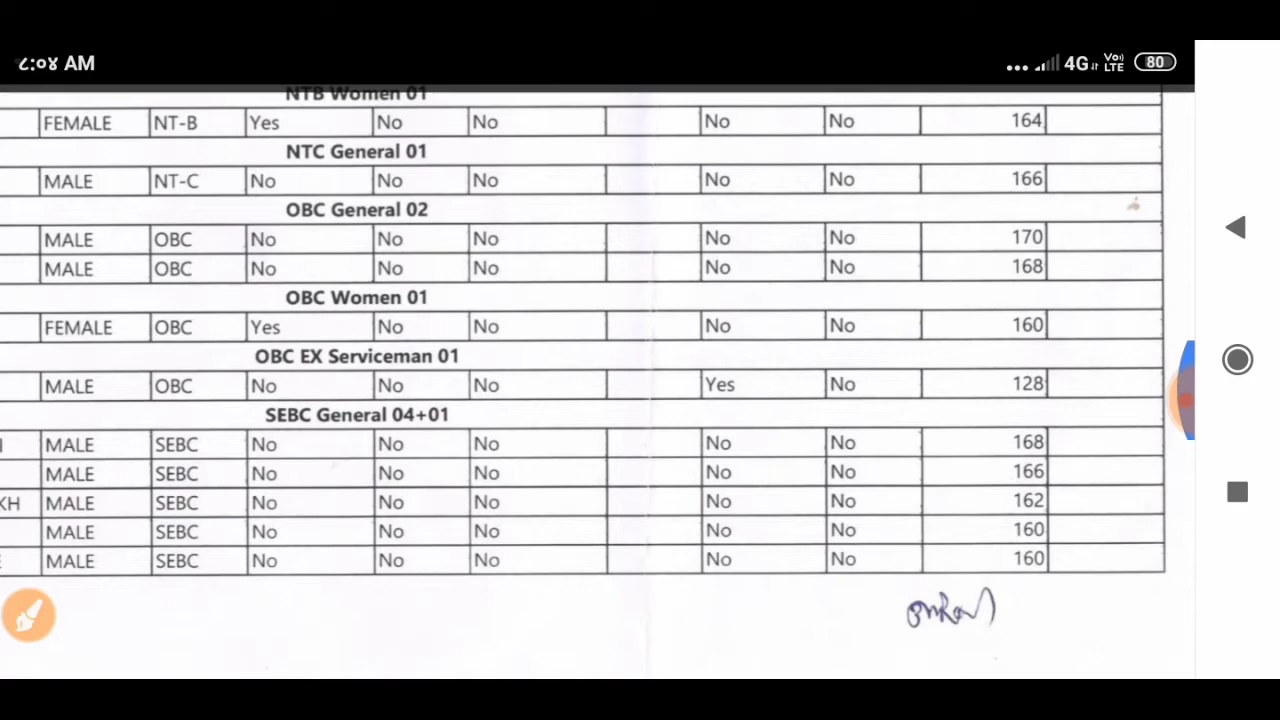 ८:०४ AM 4G Vo) LTE 80
NTB Women 01
FEMALE NT-B Yes No No No No 164
NTC General 01
MALE NT-C No No No No No 166
OBC General 02
MALE OBC No No No No No 170
MALE OBC No No No No No 168
OBC Women 01
FEMALE OBC Yes No No No No 160
OBC EX Serviceman 01
MALE OBC No No No Yes No 128
SEBC General 04+01
I MALE SEBC No No No No No 168
MALE SEBC No No No No No 166
KH MALE SEBC No No No No No 162
MALE SEBC No No No No No 160
E MALE SEBC No No No No No 160